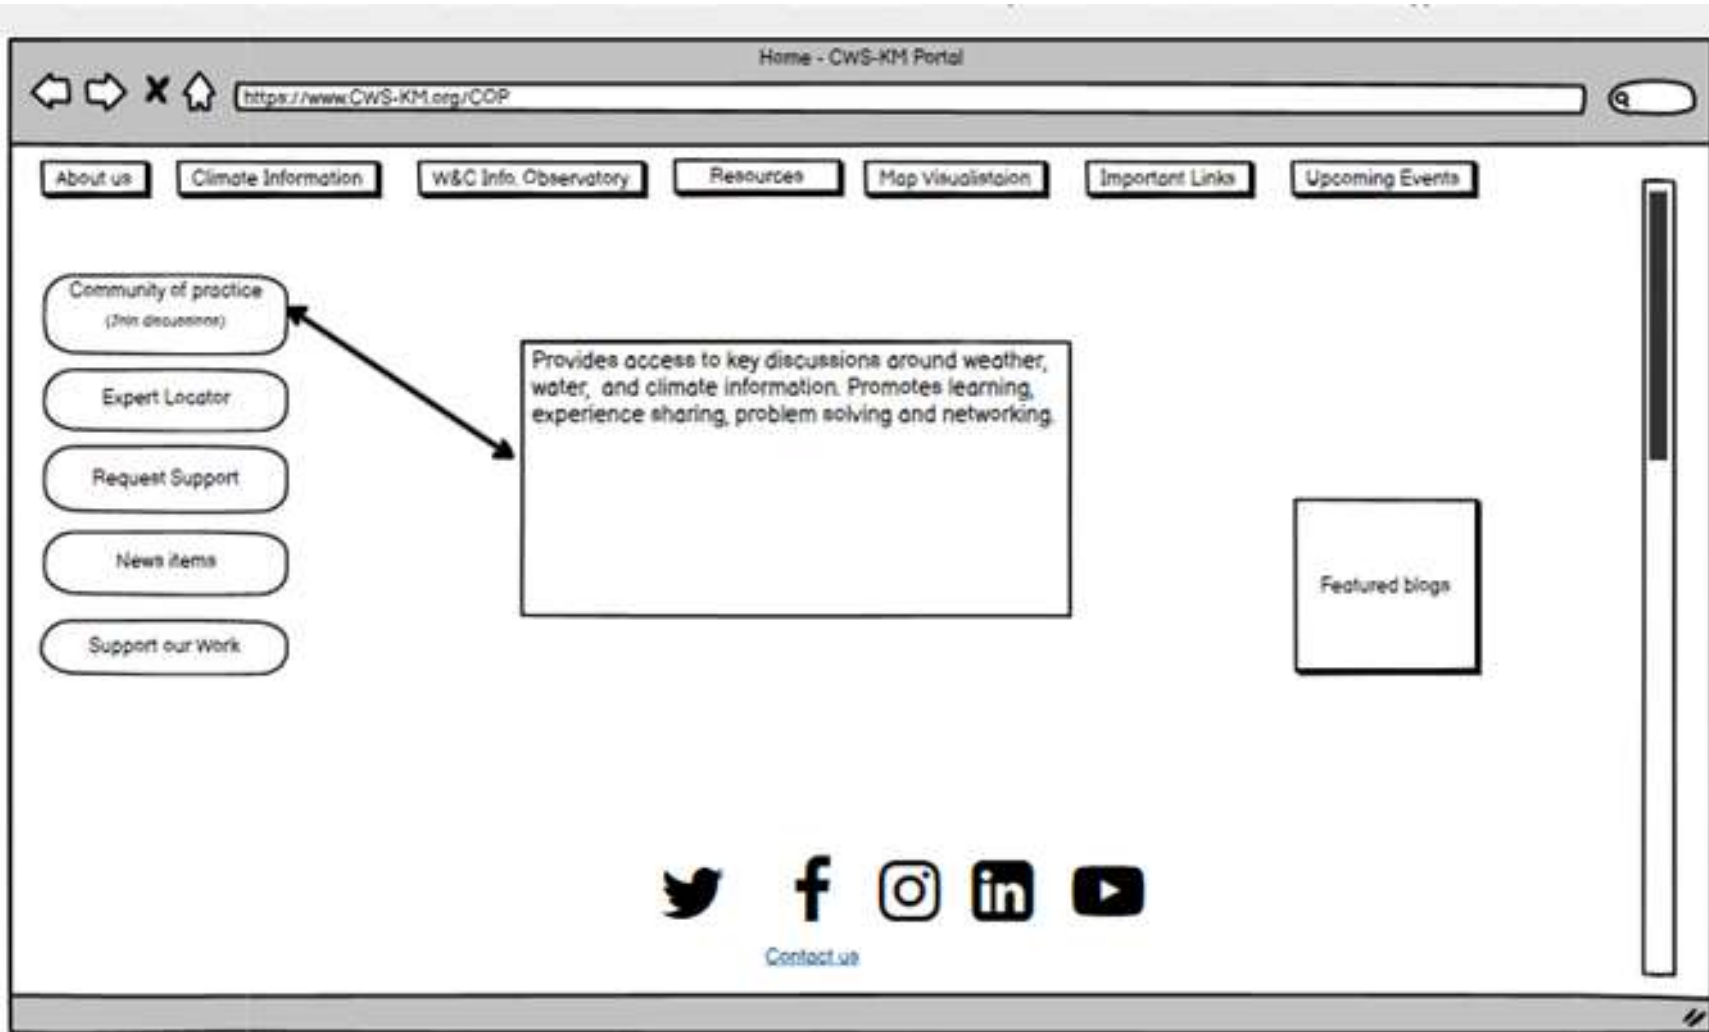 Home - CWS-KM Portal
https://www.CWS-KM.org/COP
About us
Climate Information
W&C Info. Observatory
Resources
Map Visualistaion
Important Links
Upcoming Events
Community of practice
(Join discussions)
Expert Locator
Request Support
News items
Support our Work
Provides access to key discussions around weather,
water, and climate information. Promotes learning,
experience sharing, problem solving and networking.
Featured blogs
Contact us